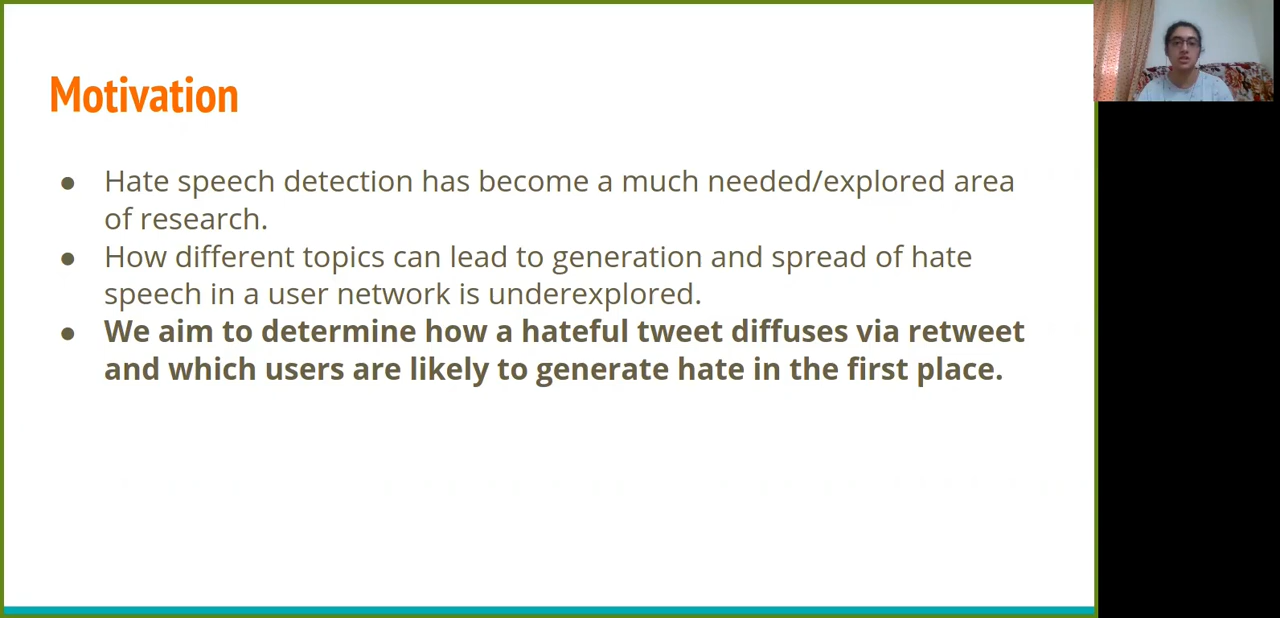 Motivation
● Hate speech detection has become a much needed/explored area
of research.
● How different topics can lead to generation and spread of hate
speech in a user network is underexplored.
● We aim to determine how a hateful tweet diffuses via retweet
and which users are likely to generate hate in the first place.